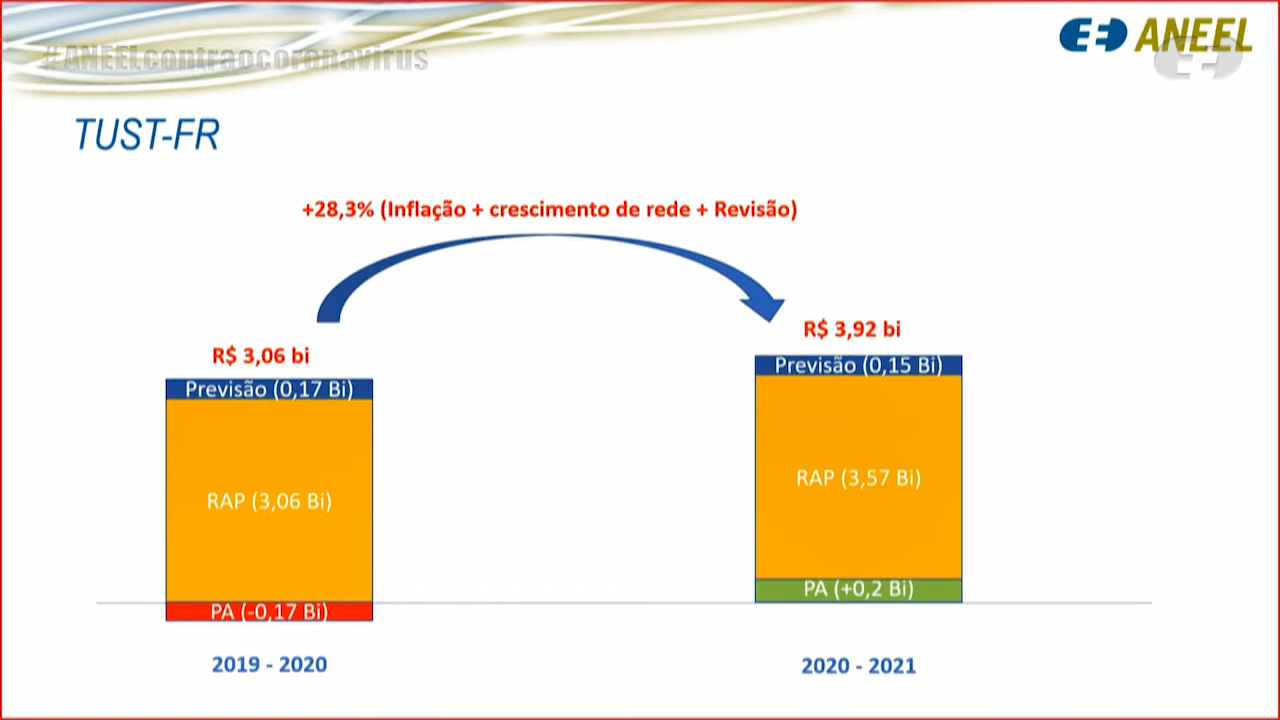 #ANEELcontraocoronavirus
ANEEL
TUST-FR
+28,3% (Inflação + crescimento de rede + Revisão)
R$ 3,06 bi
R$ 3,92 bi
Previsão (0,17 Bi)
Previsão (0,15 Bi)
RAP (3,06 Bi)
RAP (3,57 Bi)
PA (-0,17 Bi)
PA (+0,2 Bi)
2019 - 2020
2020 - 2021